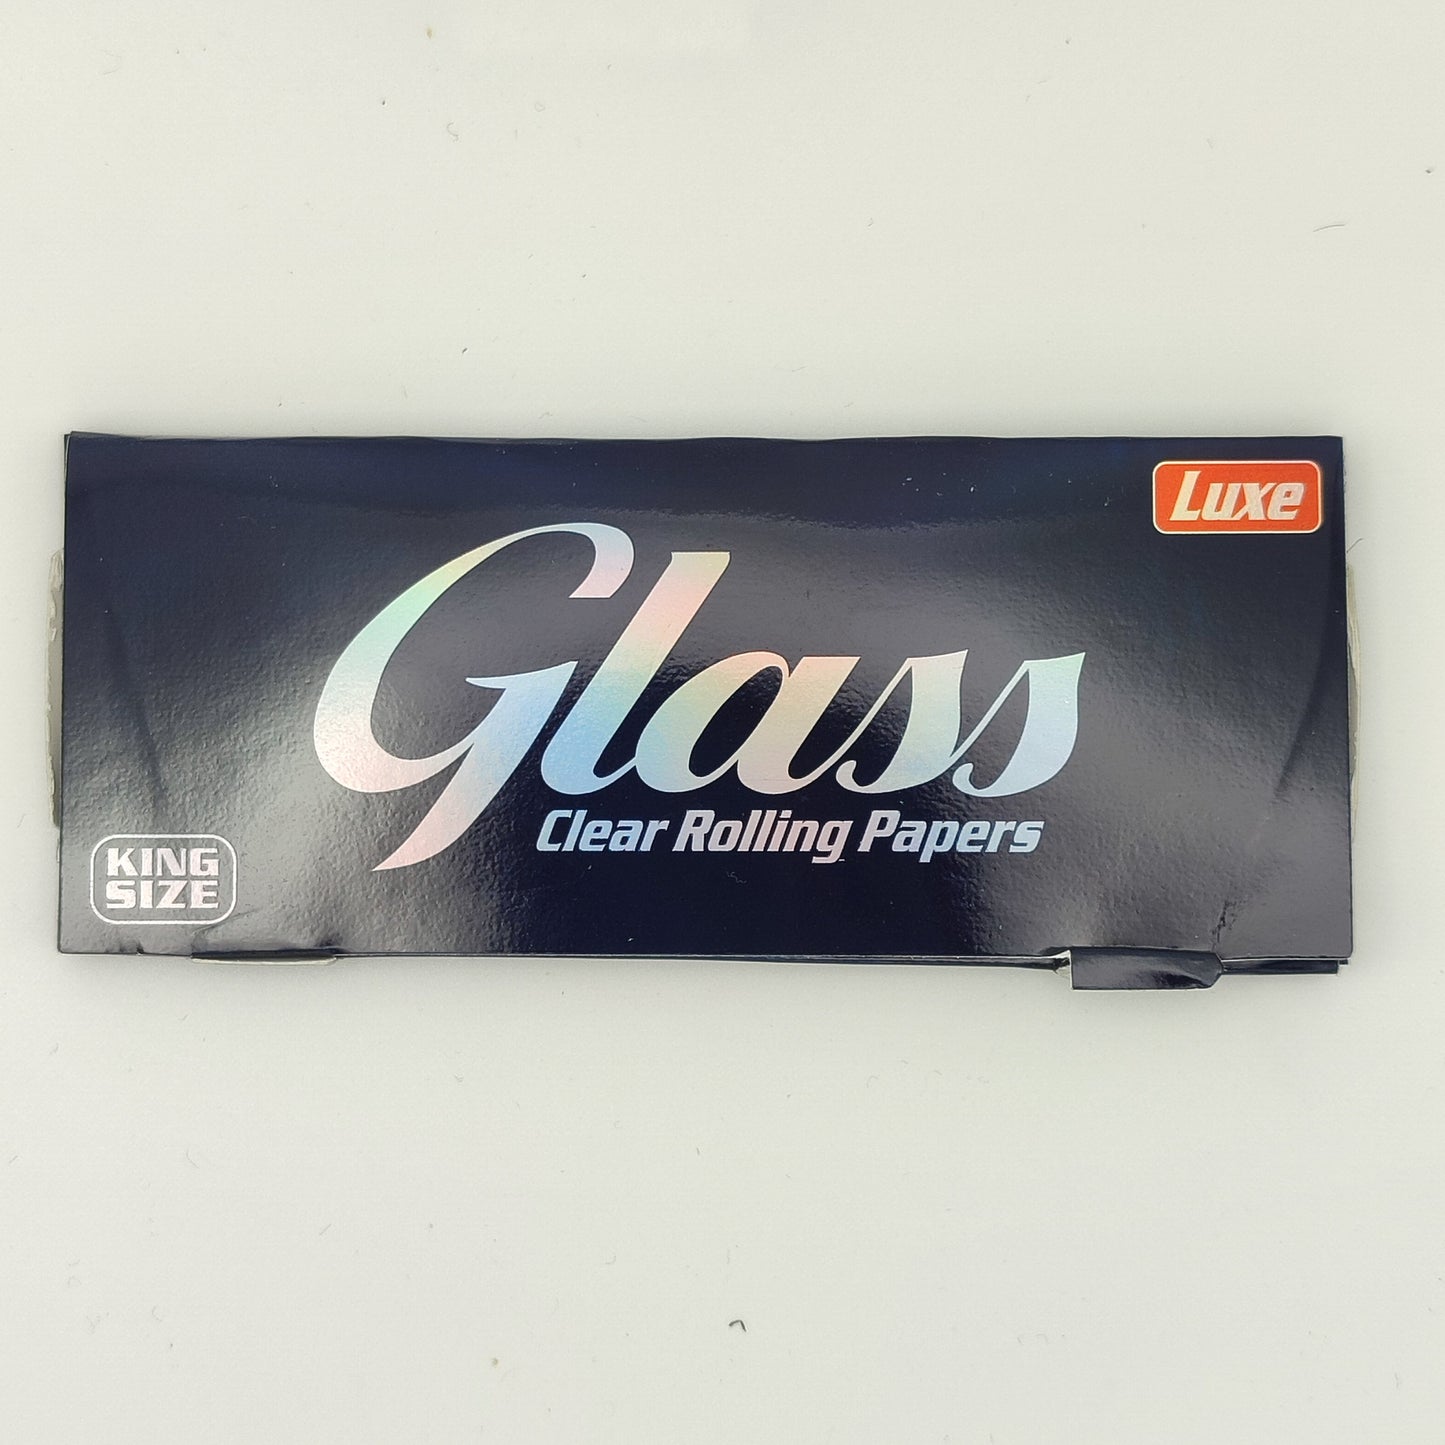 Luxe
Glass
Clear Rolling Papers
KING
SIZE